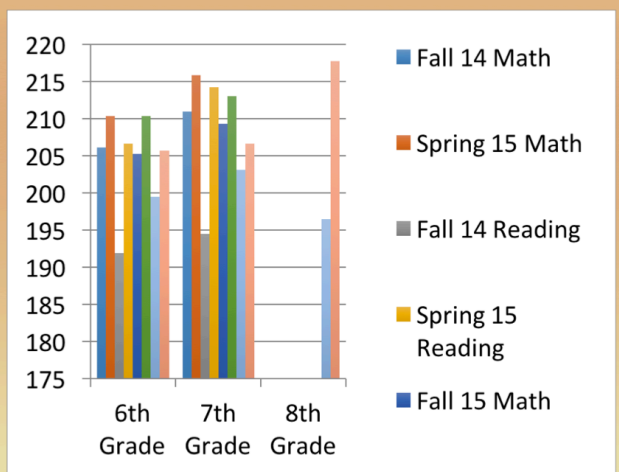 220
215
210
205
200
195
190
185
180
175
6th
Grade
7th
Grade
8th
Grade
Fall 14 Math
Spring 15 Math
Fall 14 Reading
Spring 15
Reading
Fall 15 Math